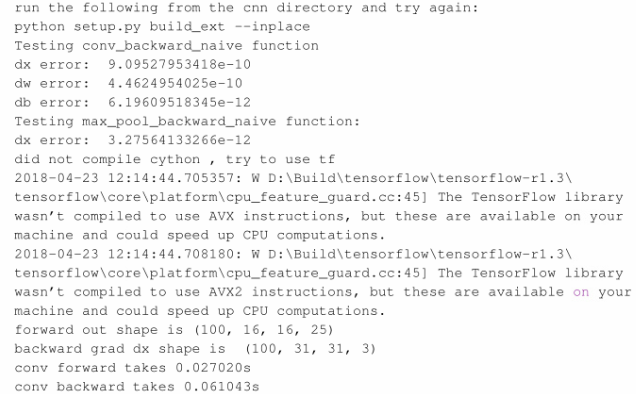 run the following from the cnn directory and try again:
python setup.py build_ext --inplace
Testing conv_backward_naive function
dx error:  9.09527953418e-10
dw error:  4.4624954025e-10
db error:  6.19609518345e-12
Testing max_pool_backward_naive function:
dx error:  3.27564133266e-12
did not compile cython , try to use tf
2018-04-23 12:14:44.705357: W D:\Build\tensorflow\tensorflow-r1.3\
tensorflow\core\platform\cpu_feature_guard.cc:45] The TensorFlow library
wasn't compiled to use AVX instructions, but these are available on your
machine and could speed up CPU computations.
2018-04-23 12:14:44.708180: W D:\Build\tensorflow\tensorflow-r1.3\
tensorflow\core\platform\cpu_feature_guard.cc:45] The TensorFlow library
wasn't compiled to use AVX2 instructions, but these are available on your
machine and could speed up CPU computations.
forward out shape is (100, 16, 16, 25)
backward grad dx shape is  (100, 31, 31, 3)
conv forward takes 0.027020s
conv backward takes 0.061043s